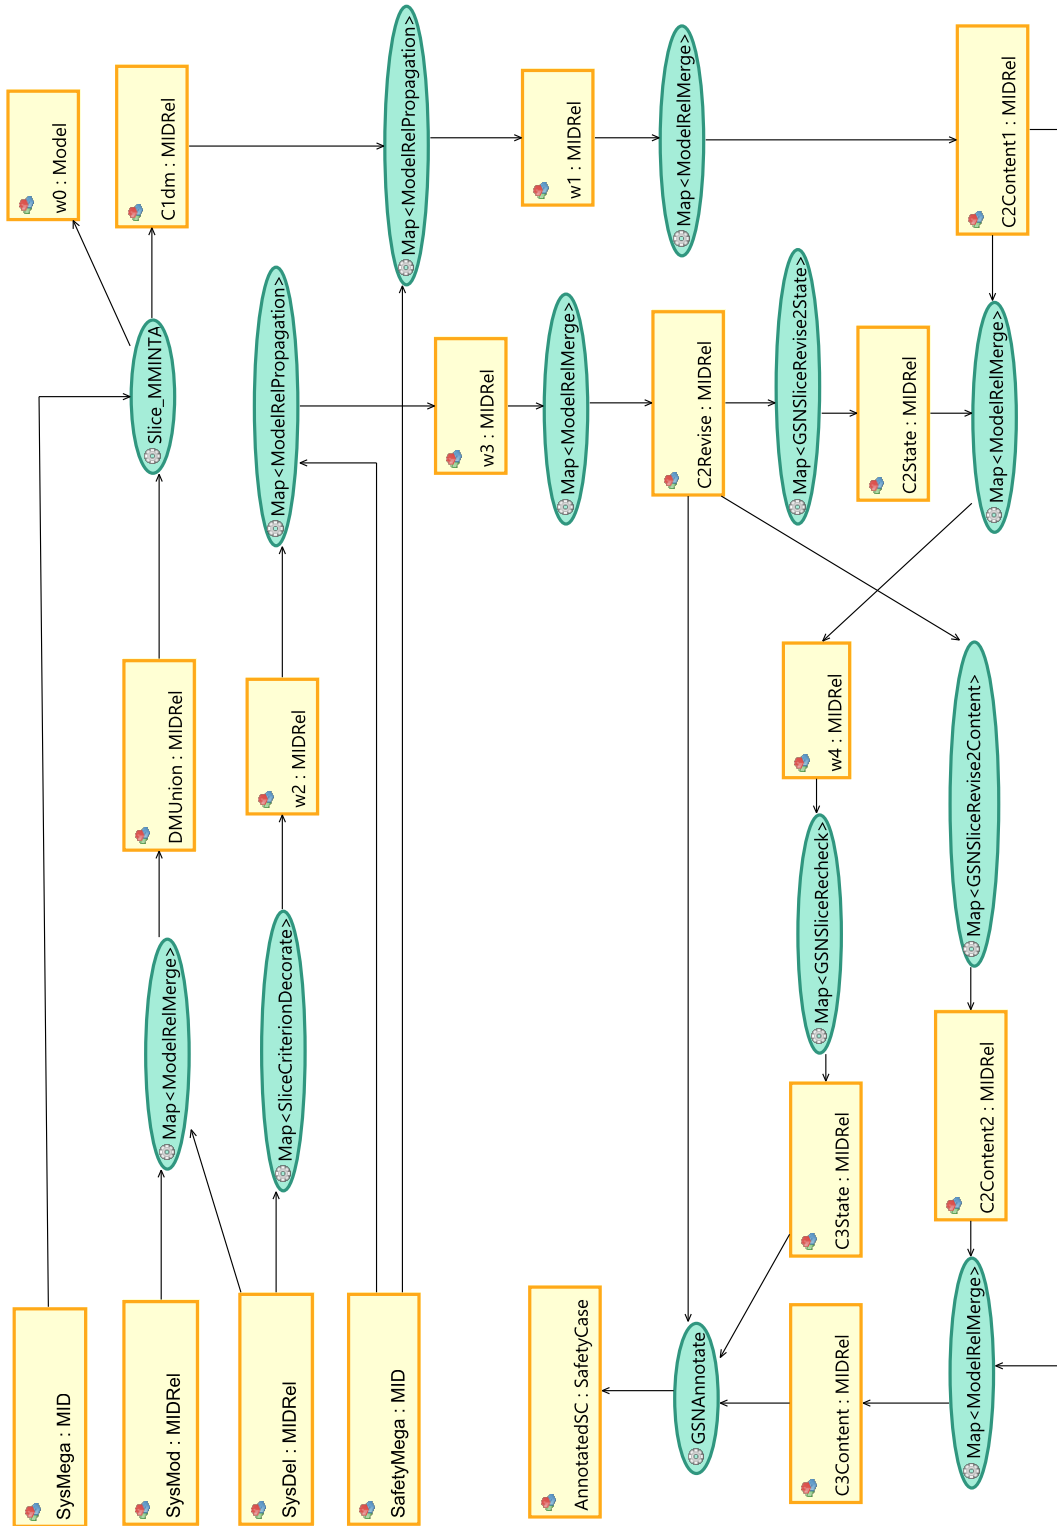 SysMega : MID
SysMod : MIDRel
SysDel : MIDRel
SafetyMega : MID
Map<ModelRelMerge>
Map<SliceCriterionDecorate>
DMUnion : MIDRel
w2 : MIDRel
Slice_MMINTA
Map<ModelRelPropagation>
w0 : Model
C1dm : MIDRel
Map<ModelRelPropagation>
w1 : MIDRel
Map<ModelRelMerge>
C2Content1 : MIDRel
w3 : MIDRel
Map<ModelRelMerge>
C2Revise : MIDRel
Map<GSNSliceRevise2State>
C2State : MIDRel
Map<ModelRelMerge>
w4 : MIDRel
Map<GSNSliceRevise2Content>
Map<GSNSliceRecheck>
C2Content2 : MIDRel
C3State : MIDRel
Map<ModelRelMerge>
C3Content : MIDRel
GSNAnnotate
AnnotatedSC : SafetyCase